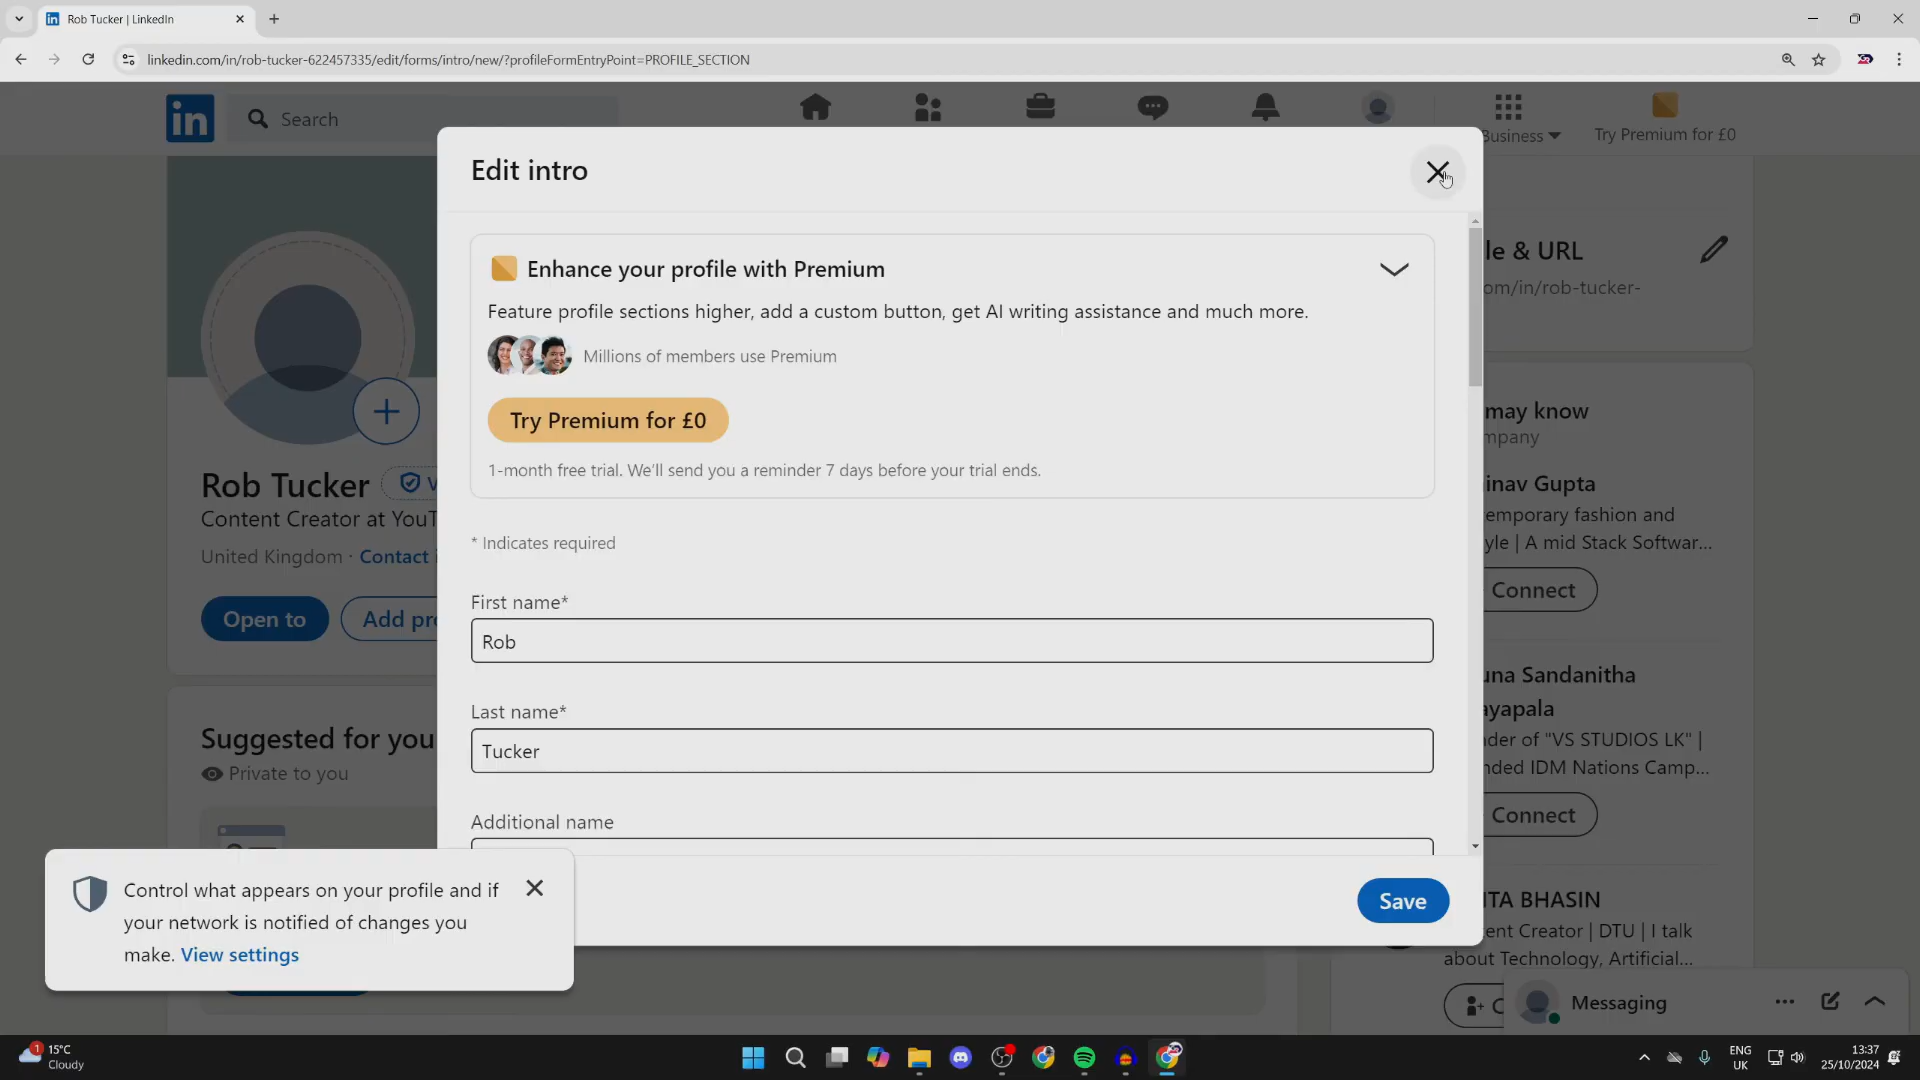 Rob Tucker | LinkedIn
linkedin.com/in/rob-tucker-622457335/edit/forms/intro/new/?profileFormEntryPoint=PROFILE_SECTION
in
Search
Business
Try Premium for £0
Edit intro
Enhance your profile with Premium
Feature profile sections higher, add a custom button, get AI writing assistance and much more.
Millions of members use Premium
Try Premium for £0
1-month free trial. We'll send you a reminder 7 days before your trial ends.
* Indicates required
First name*
Rob
Last name*
Tucker
Additional name
Save
Rob Tucker
Content Creator at YouT
United Kingdom · Contact i
Open to
Add pro
Suggested for you
Private to you
Control what appears on your profile and if
your network is notified of changes you
make. View settings
le & URL
om/in/rob-tucker-
may know
mpany
inav Gupta
emporary fashion and
yle | A mid Stack Softwar...
Connect
una Sandanitha
ayapala
der of "VS STUDIOS LK" |
nded IDM Nations Camp...
Connect
ITA BHASIN
ent Creator | DTU | I talk
about Technology, Artificial...
Messaging
1
15°C
Cloudy
ENG
UK
13:37
25/10/2024